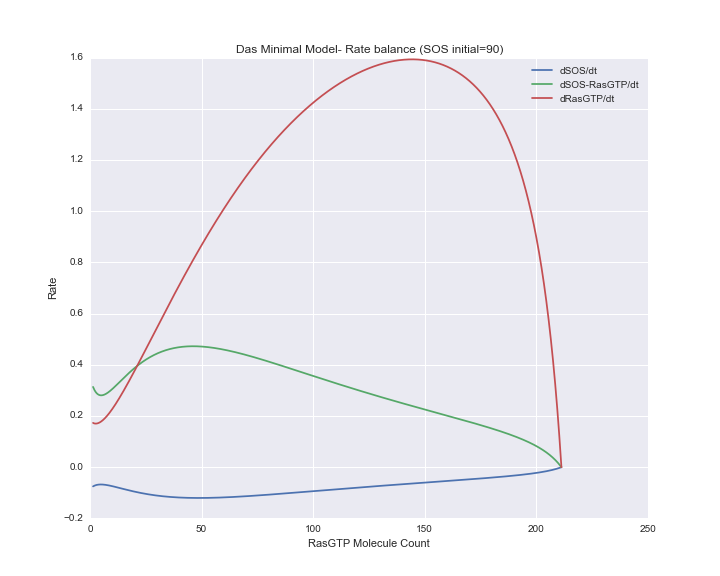 Das Minimal Model- Rate balance (SOS initial=90)
dSOS/dt
dSOS-RasGTP/dt
dRasGTP/dt
1.6
1.4
1.2
1.0
0.8
0.6
0.4
0.2
0.0
−0.2
Rate
0 50 100 150 200 250
RasGTP Molecule Count